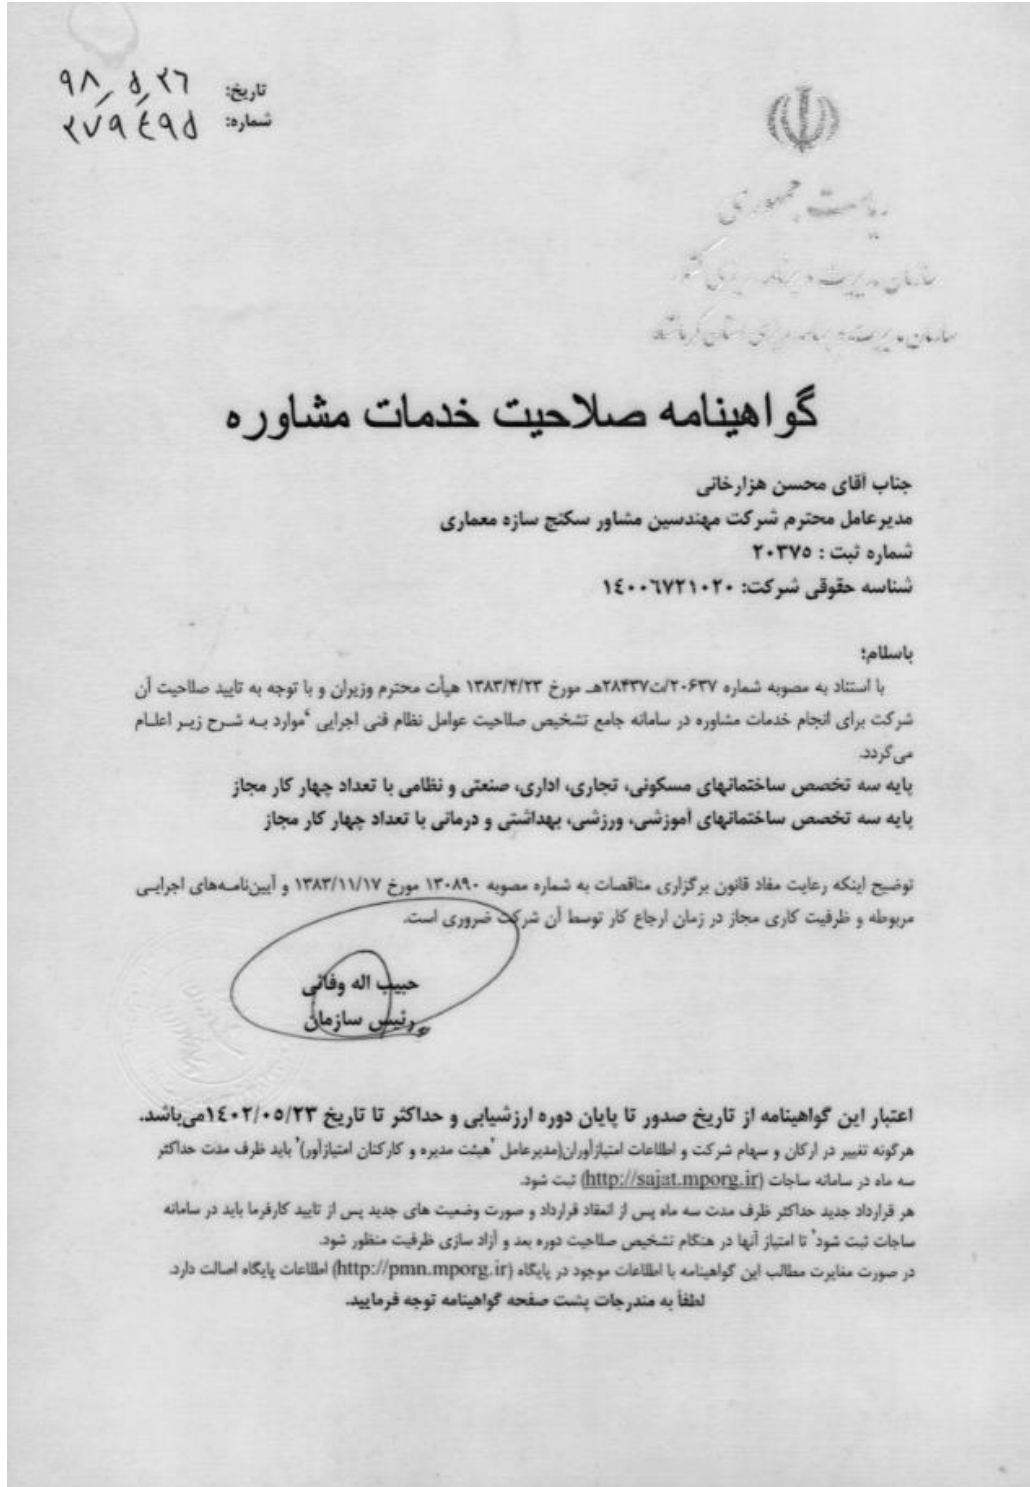 تاریخ: ۹۸/۵/۲۶
شماره: ۲۷۹۴۹۵
ریاست جمهوری
سازمان مدیریت و برنامه ریزی کشور
سازمان مدیریت و برنامه ریزی استان کرمانشاه
گواهینامه صلاحیت خدمات مشاوره
جناب آقای محسن هزارخانی
مدیرعامل محترم شرکت مهندسین مشاور سکنج سازه معماری
شماره ثبت : ۲۰۳۷۵
شناسه حقوقی شرکت: ۱۴۰۰۶۷۲۱۰۲۰
باسلام؛
با استناد به مصوبه شماره ۲۰۶۳۷/ت۲۸۴۳۷هـ مورخ ۱۳۸۳/۴/۲۳ هیأت محترم وزیران و با توجه به تایید صلاحیت آن
شرکت برای انجام خدمات مشاوره در سامانه جامع تشخیص صلاحیت عوامل نظام فنی اجرایی ‘موارد به شرح زیر اعلام
می‌گردد.
پایه سه تخصص ساختمانهای مسکونی، تجاری، اداری، صنعتی و نظامی با تعداد چهار کار مجاز
پایه سه تخصص ساختمانهای آموزشی، ورزشی، بهداشتی و درمانی با تعداد چهار کار مجاز
توضیح اینکه رعایت مفاد قانون برگزاری مناقصات به شماره مصوبه ۱۳۰۸۹۰ مورخ ۱۳۸۳/۱۱/۱۷ و آیین‌نامه‌های اجرایی
مربوطه و ظرفیت کاری مجاز در زمان ارجاع کار توسط آن شرکت ضروری است.
حبیب اله وفائی
رئیس سازمان
اعتبار این گواهینامه از تاریخ صدور تا پایان دوره ارزشیابی و حداکثر تا تاریخ ۱۴۰۲/۰۵/۲۳می‌باشد.
هرگونه تغییر در ارکان و سهام شرکت و اطلاعات امتیازآوران(مدیرعامل ‘هیئت مدیره و کارکنان امتیازآور)‘ باید ظرف مدت حداکثر
سه ماه در سامانه ساجات (http://sajat.mporg.ir) ثبت شود.
هر قرارداد جدید حداکثر ظرف مدت سه ماه پس از انعقاد قرارداد و صورت وضعیت های جدید پس از تایید کارفرما باید در سامانه
ساجات ثبت شود‘ تا امتیاز آنها در هنگام تشخیص صلاحیت دوره بعد و آزاد سازی ظرفیت منظور شود.
در صورت مغایرت مطالب این گواهینامه با اطلاعات موجود در پایگاه (http://pmn.mporg.ir) اطلاعات پایگاه اصالت دارد.
لطفاً به مندرجات پشت صفحه گواهینامه توجه فرمایید.